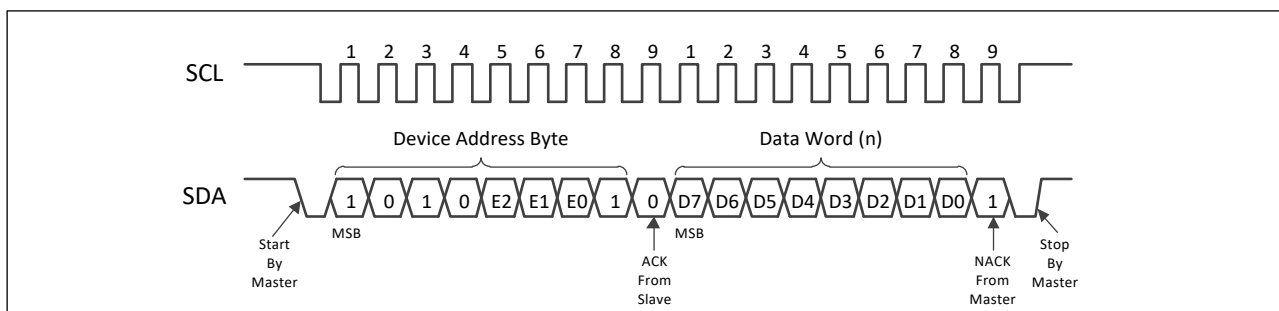 1 2 3 4 5 6 7 8 9 1 2 3 4 5 6 7 8 9
SCL
Device Address Byte Data Word (n)
SDA
1 0 1 0 E2 E1 E0 1 0 D7 D6 D5 D4 D3 D2 D1 D0 1
MSB MSB
Start
By
Master
ACK
From
Slave
NACK
From
Master
Stop
By
Master